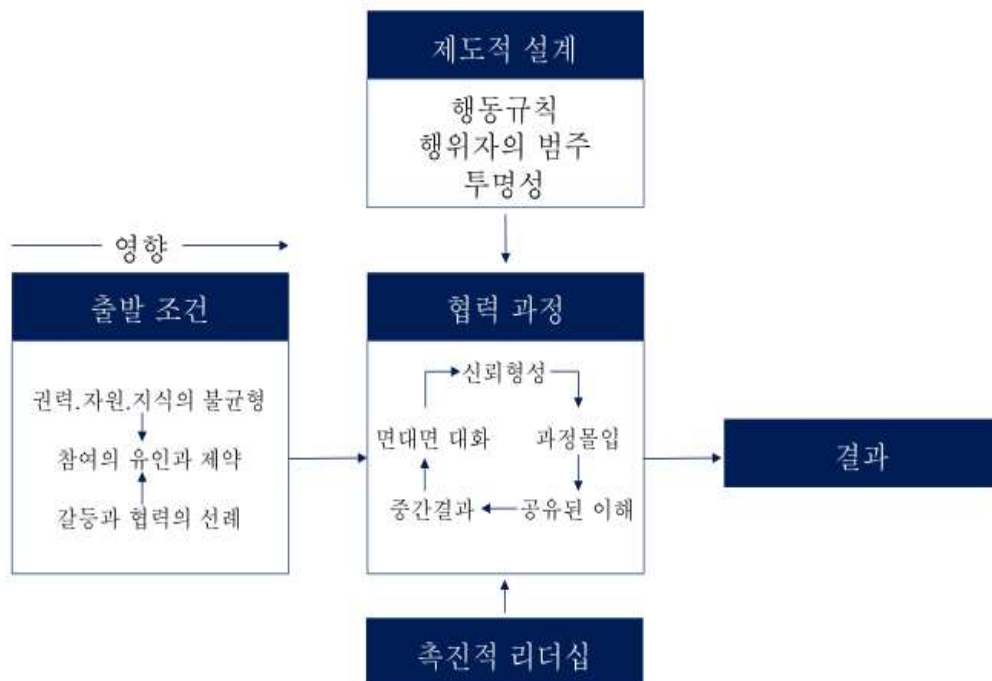 제도적 설계
행동규칙
행위자의 범주
투명성
영향
출발 조건
권력.자원.지식의 불균형
참여의 유인과 제약
갈등과 협력의 선례
협력 과정
신뢰형성
면대면 대화
과정몰입
중간결과
공유된 이해
결과
촉진적 리더십